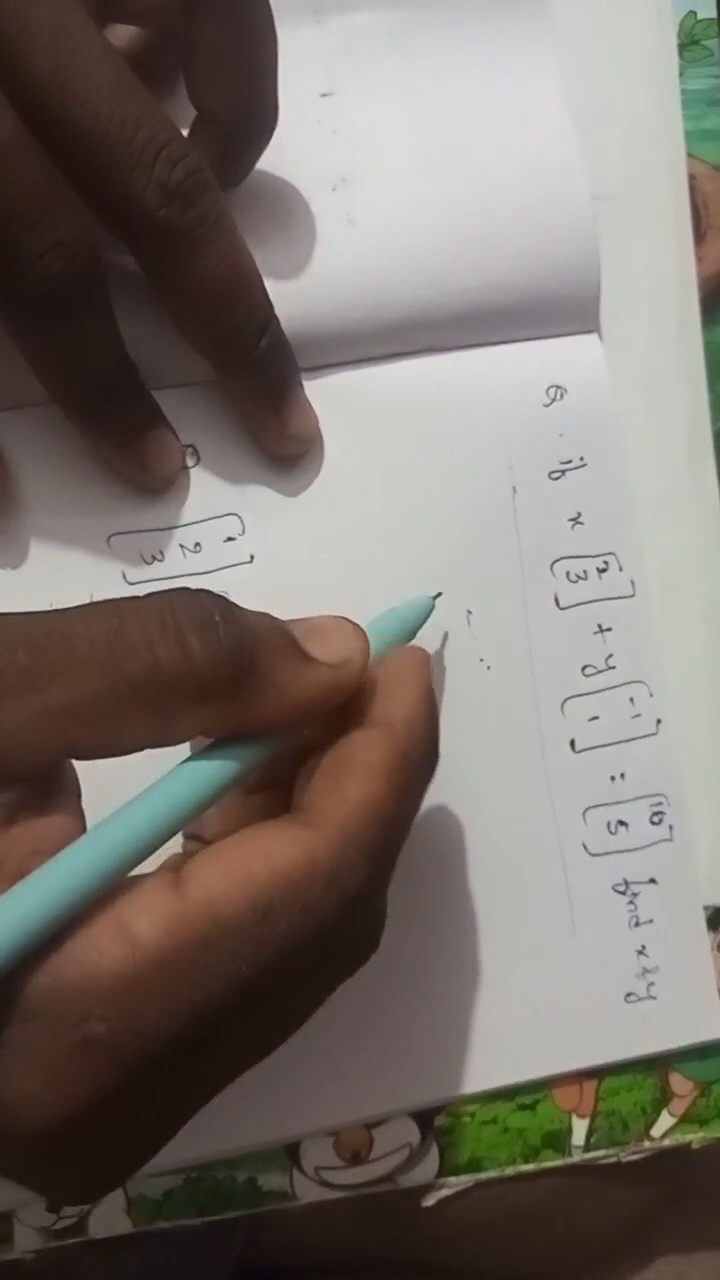 Q. if x [2 3] + y [-1 1] = [10 5] find x & y
[1 2 3]